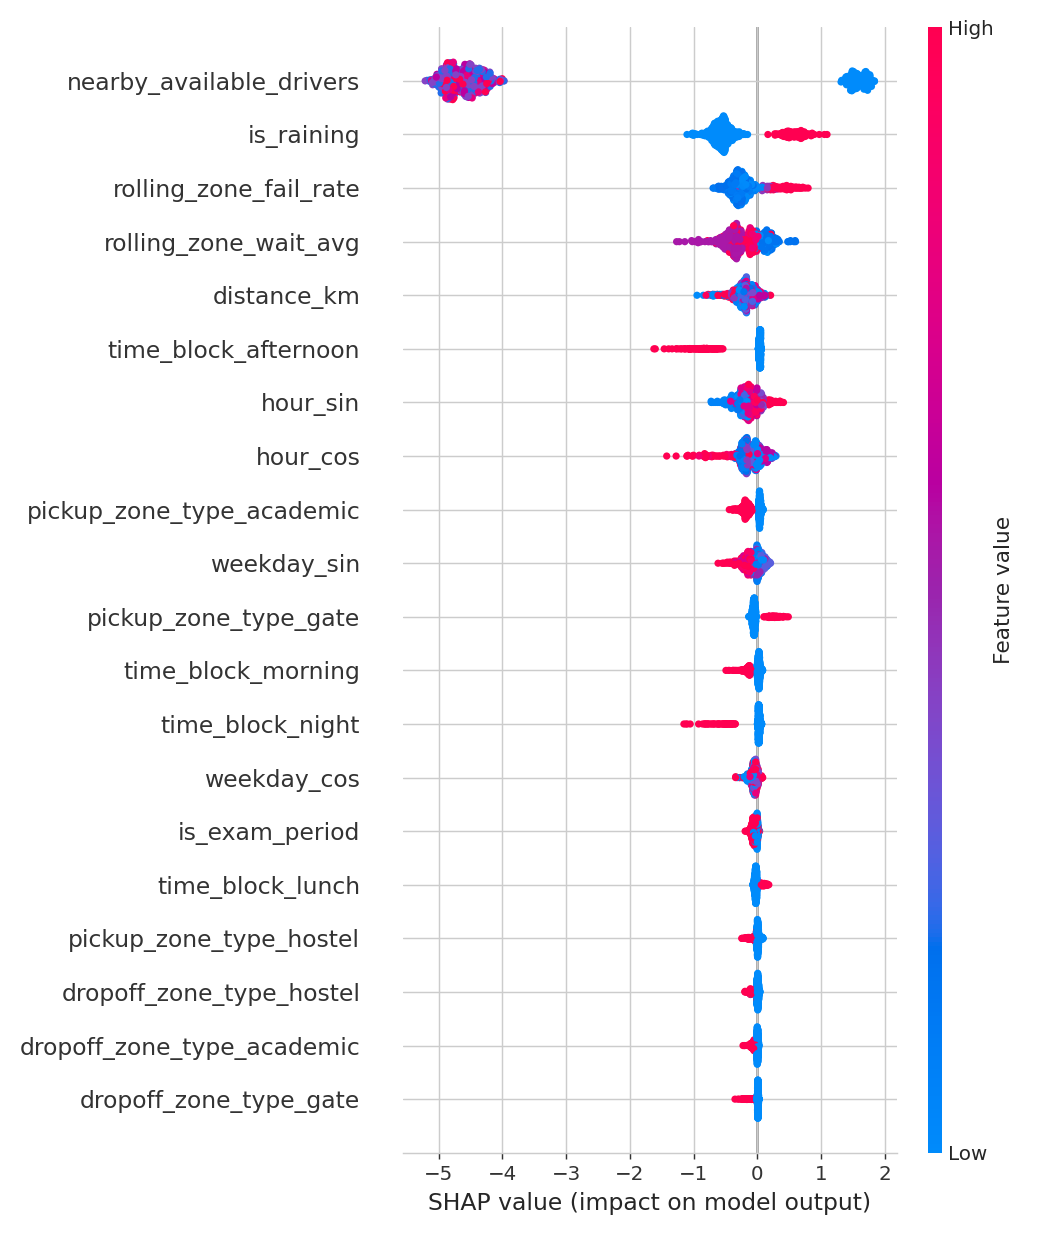 High
nearby_available_drivers
is_raining
rolling_zone_fail_rate
rolling_zone_wait_avg
distance_km
time_block_afternoon
hour_sin
hour_cos
pickup_zone_type_academic
weekday_sin
pickup_zone_type_gate
time_block_morning
time_block_night
weekday_cos
is_exam_period
time_block_lunch
pickup_zone_type_hostel
dropoff_zone_type_hostel
dropoff_zone_type_academic
dropoff_zone_type_gate
Feature value
Low
−5 −4 −3 −2 −1 0 1 2
SHAP value (impact on model output)